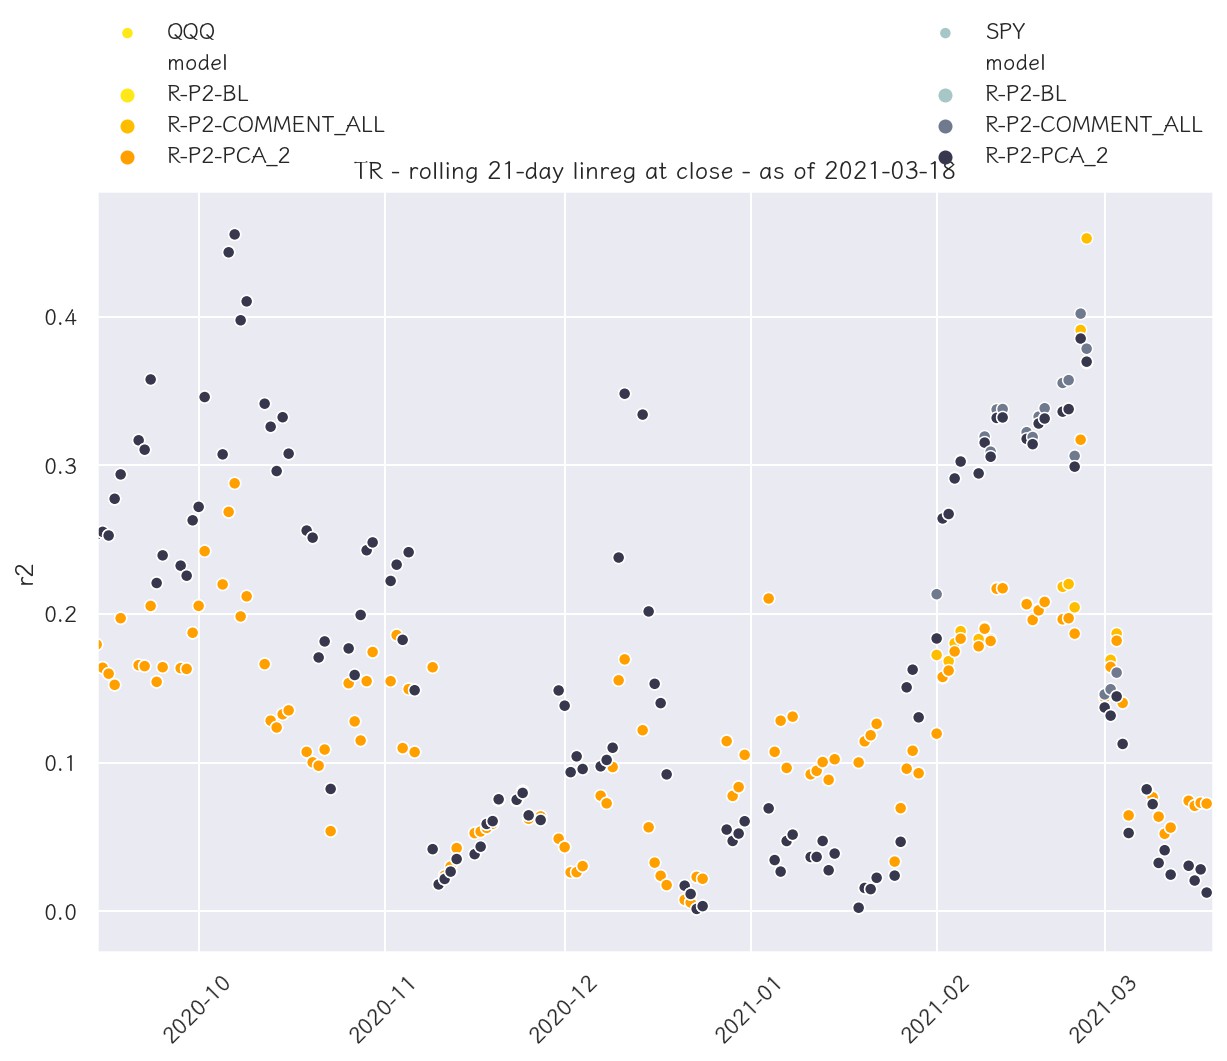 QQQ
model
R-P2-BL
R-P2-COMMENT_ALL
R-P2-PCA_2
SPY
model
R-P2-BL
R-P2-COMMENT_ALL
R-P2-PCA_2
TR - rolling 21-day linreg at close - as of 2021-03-18
r2
0.4
0.3
0.2
0.1
0.0
2020-10
2020-11
2020-12
2021-01
2021-02
2021-03